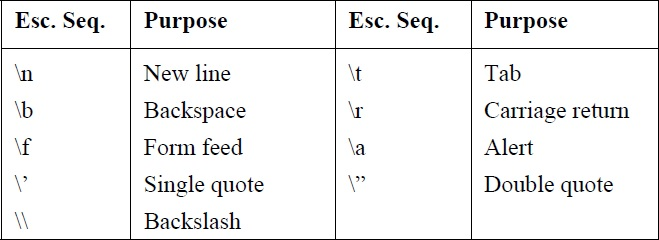 Esc. Seq. Purpose Esc. Seq. Purpose
\n New line \t Tab
\b Backspace \r Carriage return
\f Form feed \a Alert
\’ Single quote \” Double quote
\\ Backslash